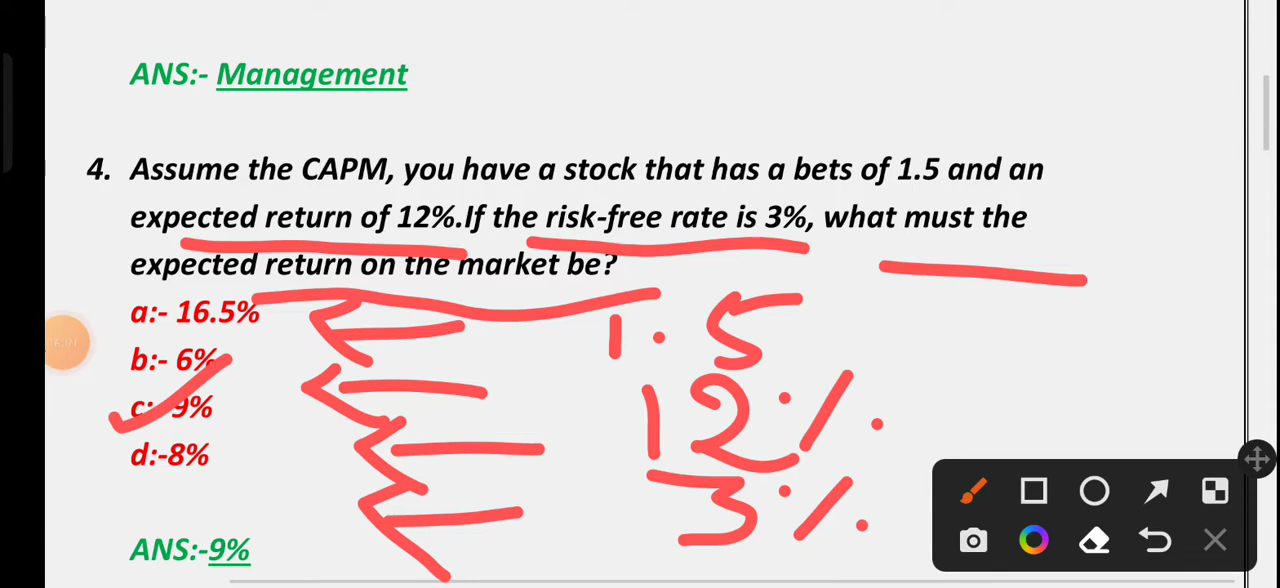 ANS:- Management
4. Assume the CAPM, you have a stock that has a bets of 1.5 and an
expected return of 12%.If the risk-free rate is 3%, what must the
expected return on the market be?
a:- 16.5%
b:- 6%
c:- 9%
d:-8%
1.5
12%.
3%.
ANS:-9%